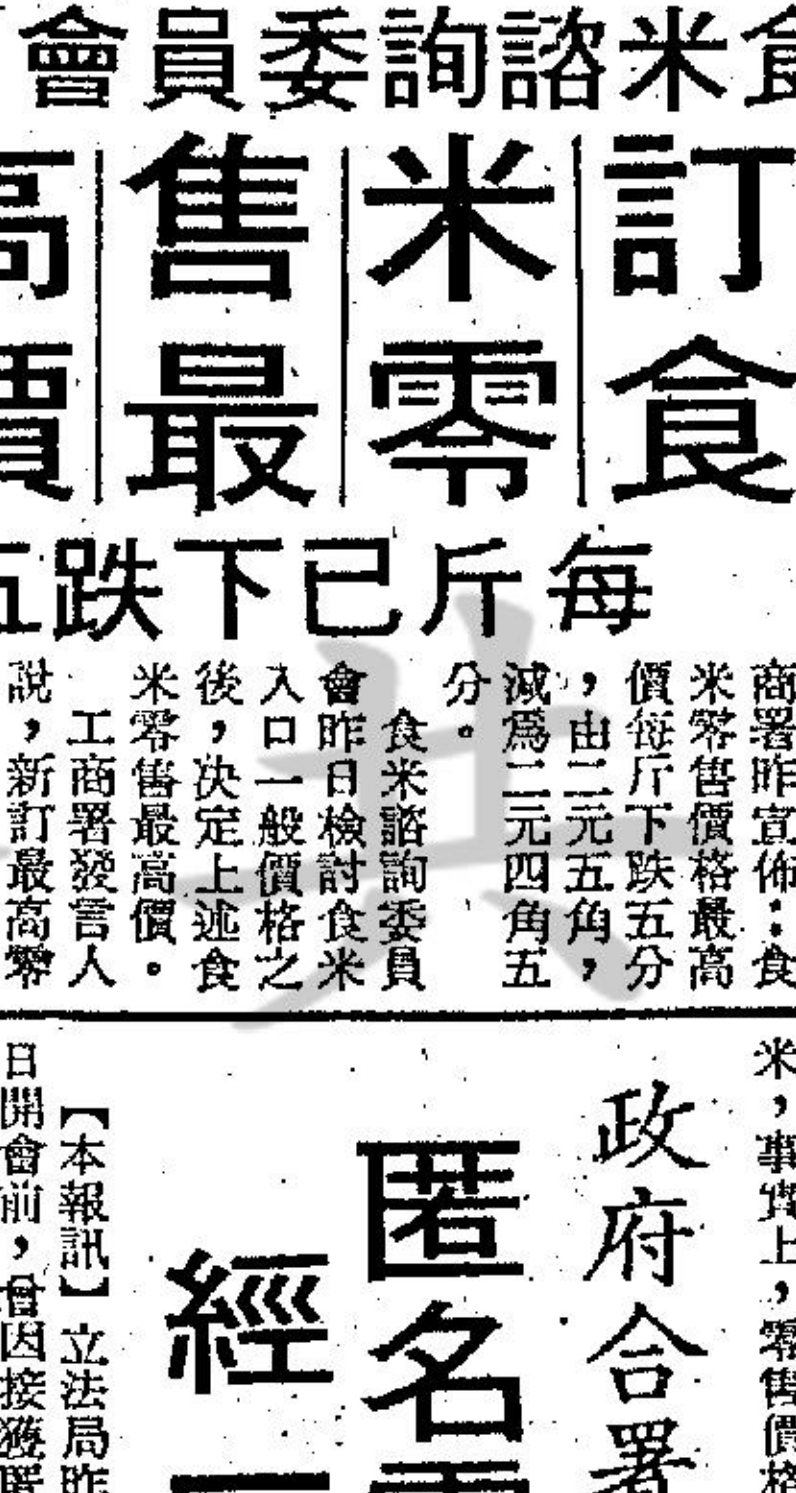 食米諮詢委員會
訂食
米零
售最
高價
每斤已下跌五
商署昨宣佈：食
米零售價格最高
價每斤下跌五分
，由二元五角，
減爲二元四角五
分。
食米諮詢委員
會昨日檢討食米
入口一般價格之
後，決定上述食
米零售最高價。
工商署發言人
說，新訂最高零
米，事實上，零售價格
政府合署
匿名電
經
【本報訊】立法局昨
日開會前，曾因接獲匿